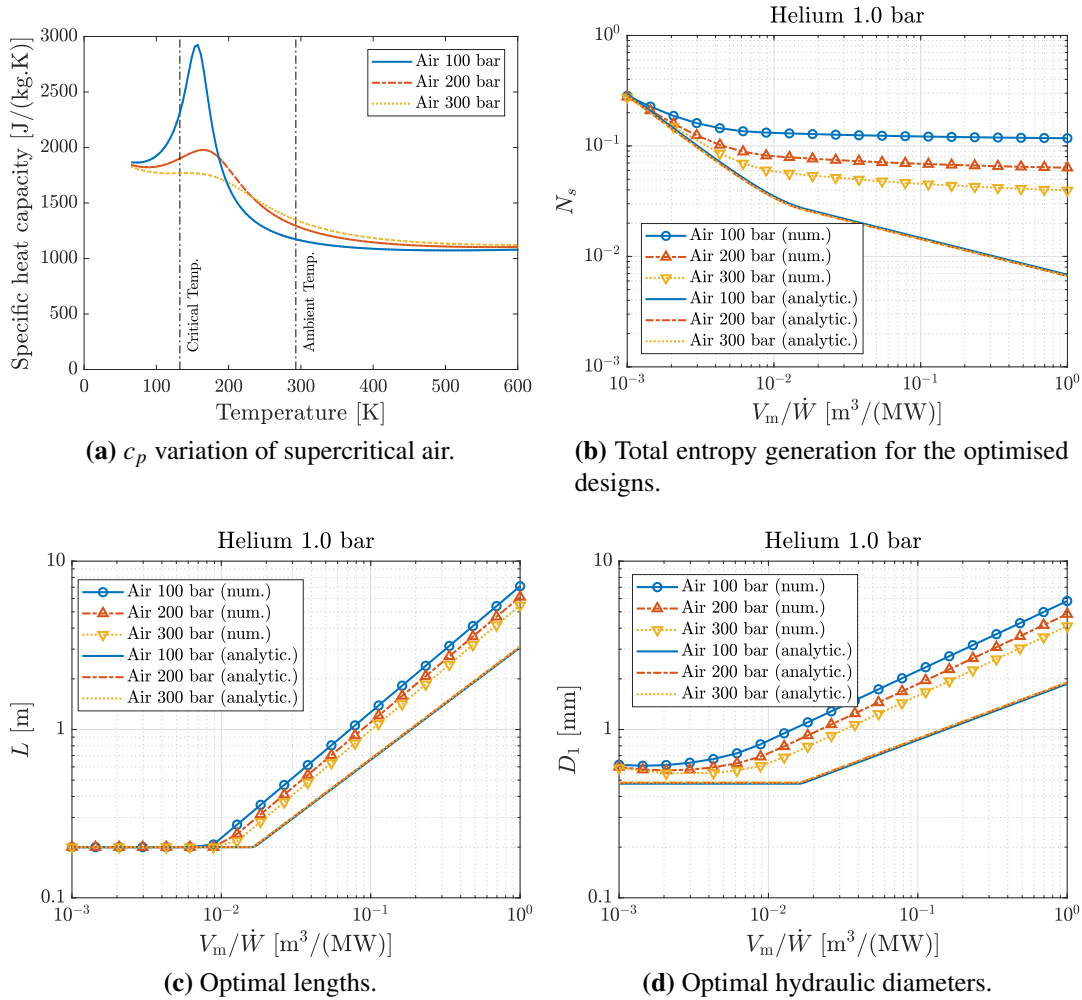 3000
2500
2000
1500
1000
500
0
Specific heat capacity [J/(kg.K)]
Air 100 bar
Air 200 bar
Air 300 bar
Critical Temp.
Ambient Temp.
0 100 200 300 400 500 600
Temperature [K]
(a) c_p variation of supercritical air.
Helium 1.0 bar
10^0
10^−1
10^−2
10^−3
N_s
Air 100 bar (num.)
Air 200 bar (num.)
Air 300 bar (num.)
Air 100 bar (analytic.)
Air 200 bar (analytic.)
Air 300 bar (analytic.)
10^−3 10^−2 10^−1 10^0
V_m/Ẇ [m^3/(MW)]
(b) Total entropy generation for the optimised
designs.
Helium 1.0 bar
10
1
0.1
L [m]
Air 100 bar (num.)
Air 200 bar (num.)
Air 300 bar (num.)
Air 100 bar (analytic.)
Air 200 bar (analytic.)
Air 300 bar (analytic.)
10^−3 10^−2 10^−1 10^0
V_m/Ẇ [m^3/(MW)]
(c) Optimal lengths.
Helium 1.0 bar
10
1
0.1
D_1 [mm]
Air 100 bar (num.)
Air 200 bar (num.)
Air 300 bar (num.)
Air 100 bar (analytic.)
Air 200 bar (analytic.)
Air 300 bar (analytic.)
10^−3 10^−2 10^−1 10^0
V_m/Ẇ [m^3/(MW)]
(d) Optimal hydraulic diameters.